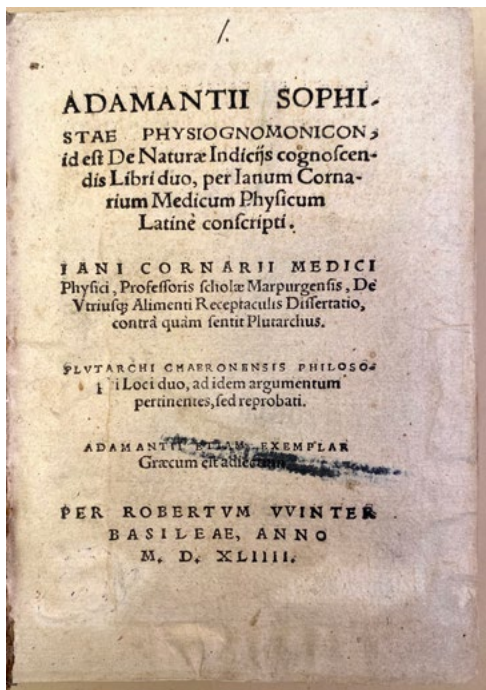 1.
ADAMANTII SOPHI-
STAE PHYSIOGNOMONICON,
id est De Naturæ Indicijs cognoscen-
dis Libri duo, per Ianum Corna-
rium Medicum Physicum
Latinè conscripti.
IANI CORNARII MEDICI
Physici, Professoris scholæ Marpurgensis, De
Vtriusq; Alimenti Receptaculis Dissertatio,
contrà quàm sentit Plutarchus.
PLVTARCHI CHAERONENSIS PHILOSO-
i Loci duo, ad idem argumentum
pertinentes, sed reprobati.
ADAMANTII ETIAM EXEMPLAR
Græcum est adiectum.
PER ROBERTVM VVINTER
BASILEAE, ANNO
M. D. XLIIII.